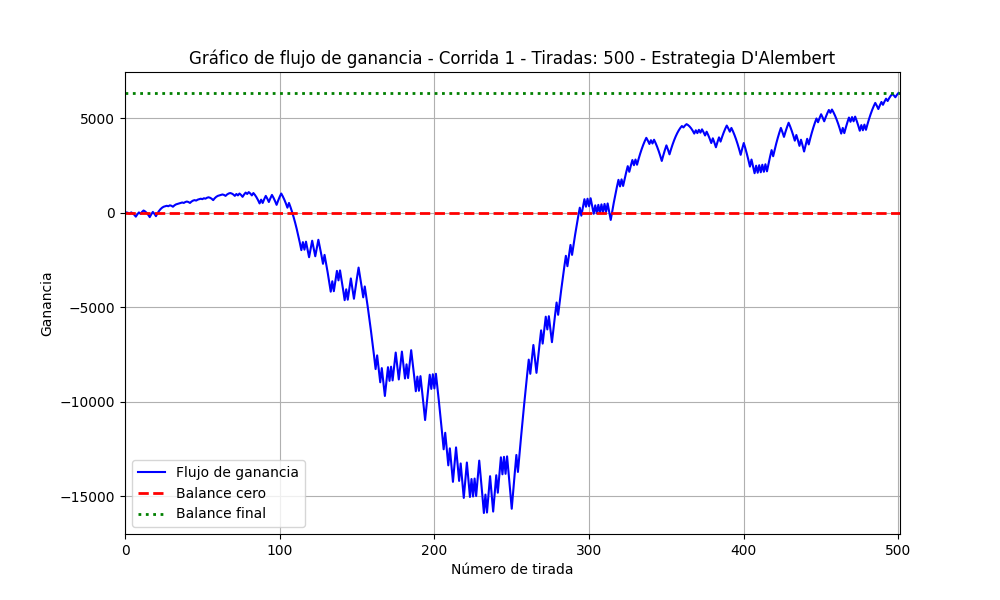 Gráfico de flujo de ganancia - Corrida 1 - Tiradas: 500 - Estrategia D'Alembert
Ganancia
5000
0
−5000
−10000
−15000
Flujo de ganancia
Balance cero
Balance final
0 100 200 300 400 500
Número de tirada